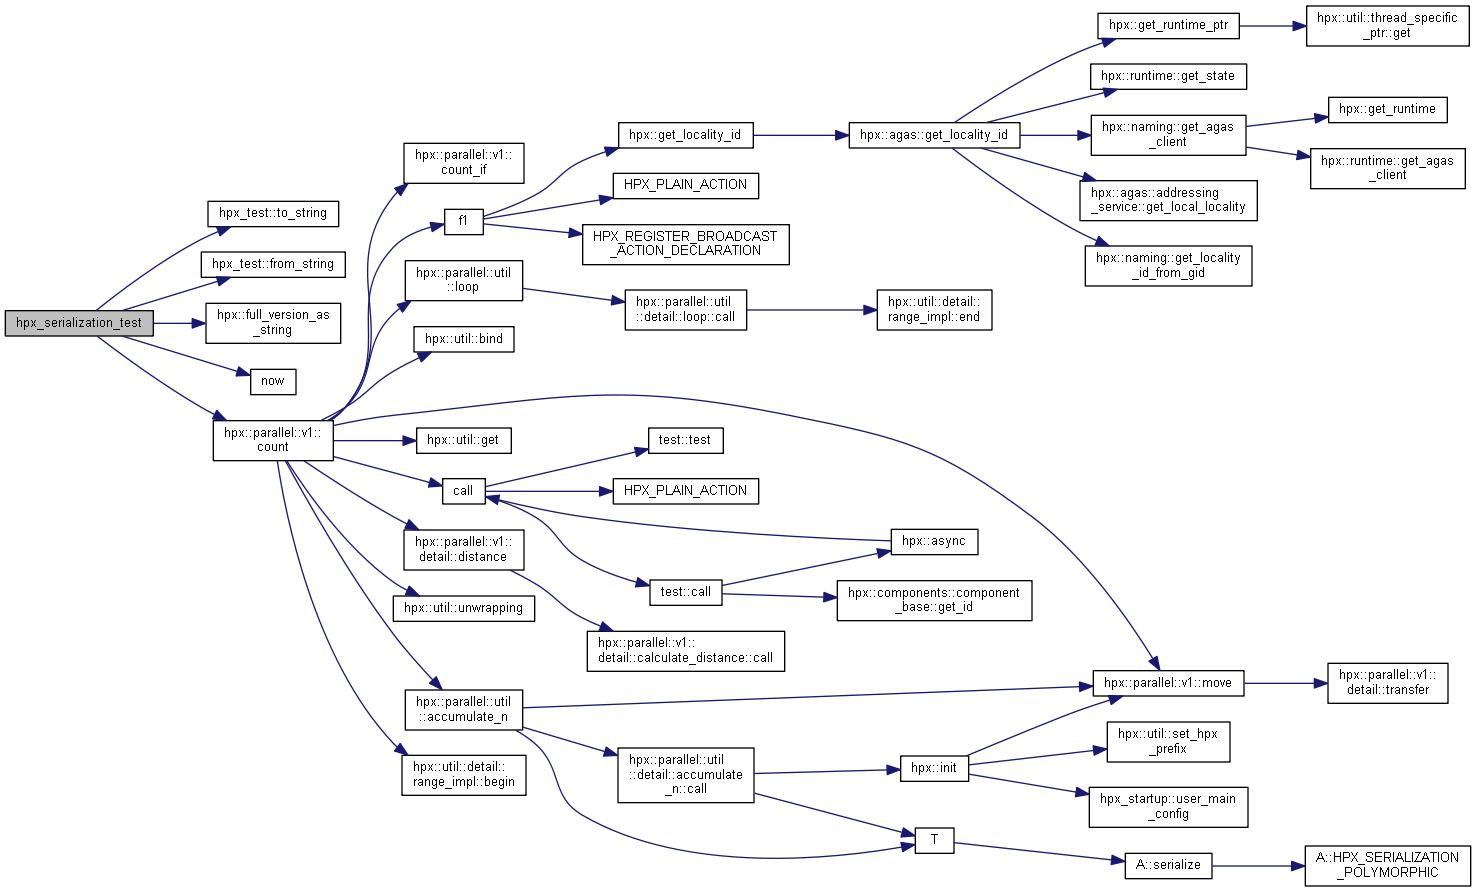 hpx::get_runtime_ptr
hpx::util::thread_specific
_ptr::get
hpx::runtime::get_state
hpx::get_runtime
hpx::get_locality_id
hpx::agas::get_locality_id
hpx::naming::get_agas
_client
hpx::parallel::v1::
count_if
hpx::runtime::get_agas
_client
HPX_PLAIN_ACTION
hpx::agas::addressing
_service::get_local_locality
hpx_test::to_string
f1
HPX_REGISTER_BROADCAST
_ACTION_DECLARATION
hpx_test::from_string
hpx::parallel::util
::loop
hpx::naming::get_locality
_id_from_gid
hpx_serialization_test
hpx::full_version_as
_string
hpx::parallel::util
::detail::loop::call
hpx::util::detail::
range_impl::end
hpx::util::bind
now
hpx::parallel::v1::
count
hpx::util::get
test::test
call
HPX_PLAIN_ACTION
hpx::parallel::v1::
detail::distance
hpx::async
hpx::util::unwrapping
test::call
hpx::components::component
_base::get_id
hpx::parallel::v1::
detail::calculate_distance::call
hpx::parallel::util
::accumulate_n
hpx::parallel::v1::move
hpx::parallel::v1::
detail::transfer
hpx::util::detail::
range_impl::begin
hpx::parallel::util
::detail::accumulate
_n::call
hpx::init
hpx::util::set_hpx
_prefix
hpx_startup::user_main
_config
T
A::serialize
A::HPX_SERIALIZATION
_POLYMORPHIC